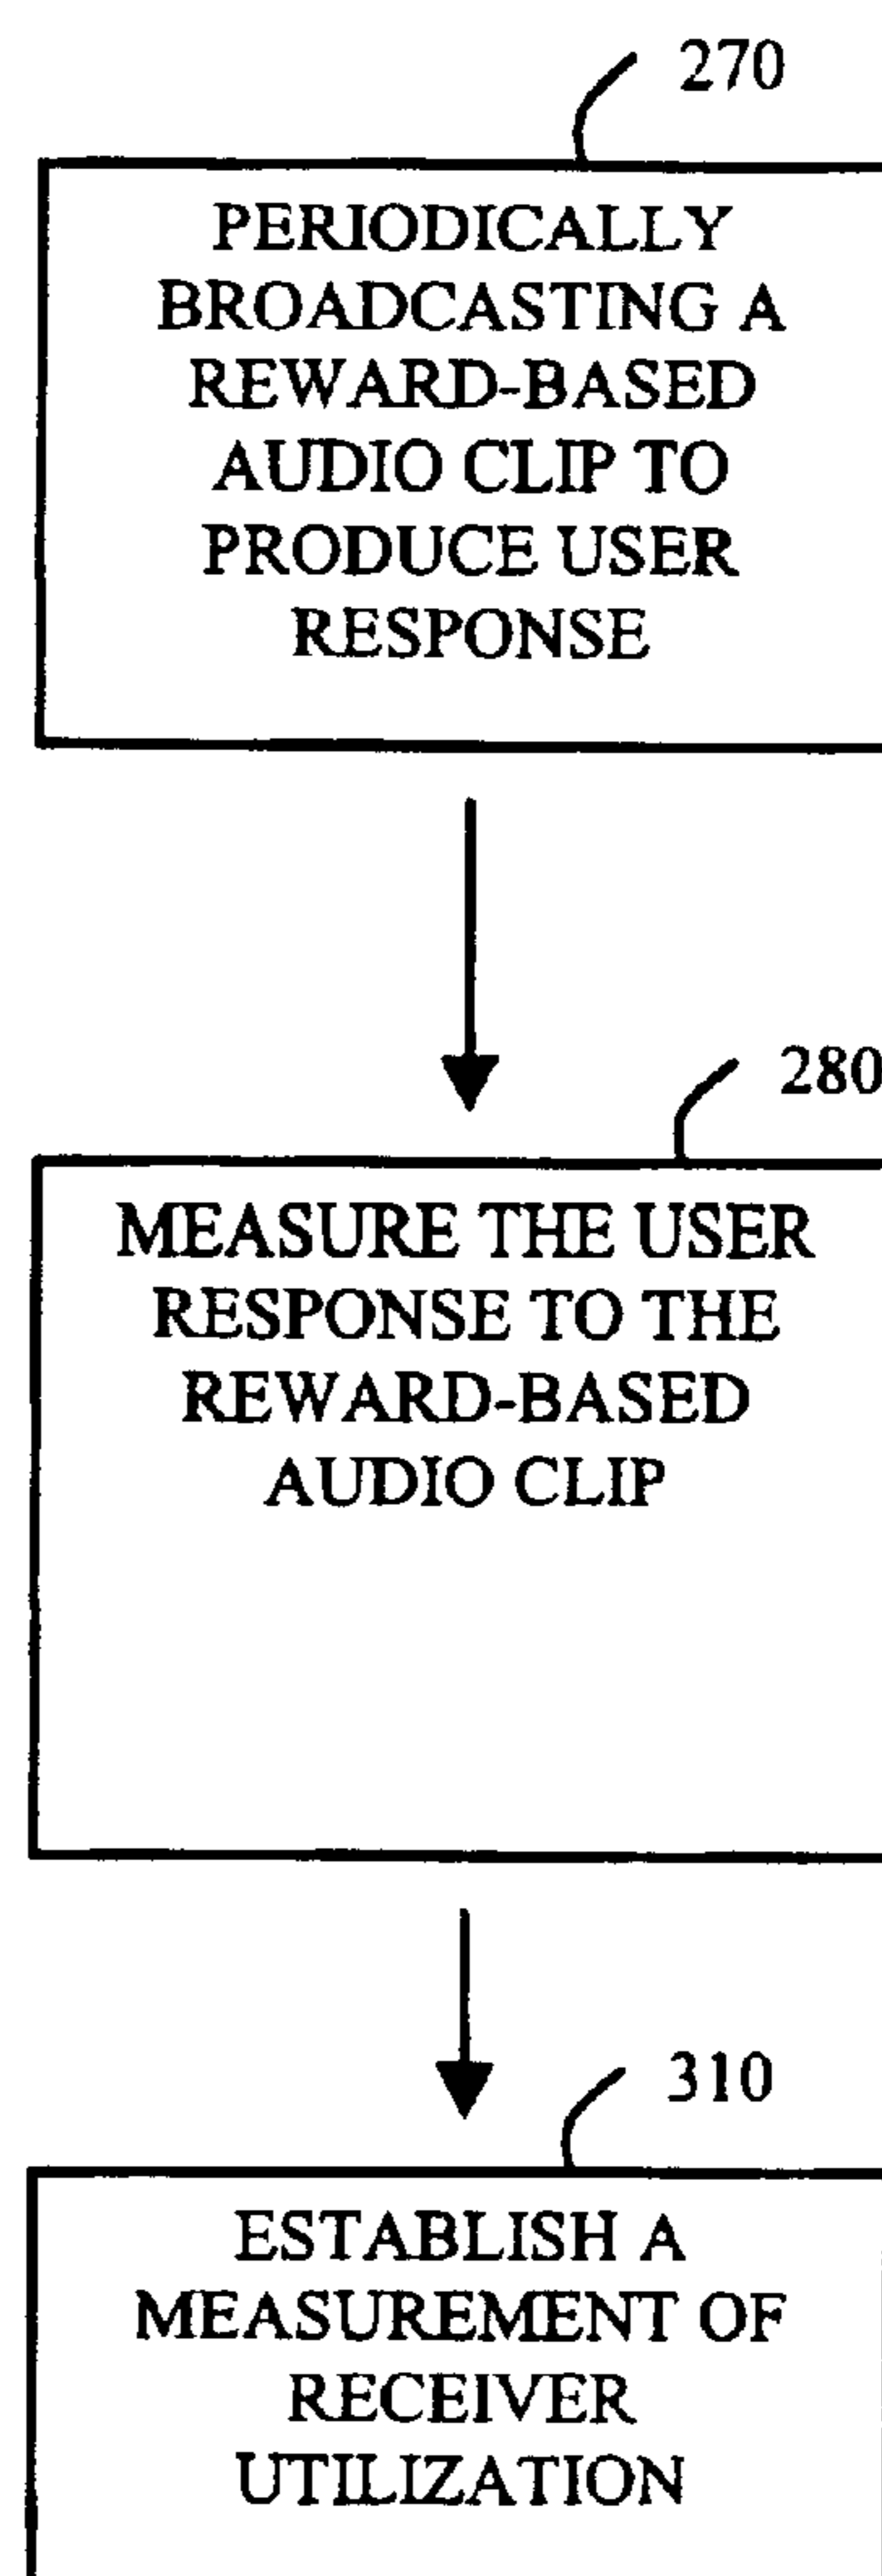 270
PERIODICALLY
BROADCASTING A
REWARD-BASED
AUDIO CLIP TO
PRODUCE USER
RESPONSE
280
MEASURE THE USER
RESPONSE TO THE
REWARD-BASED
AUDIO CLIP
310
ESTABLISH A
MEASUREMENT OF
RECEIVER
UTILIZATION